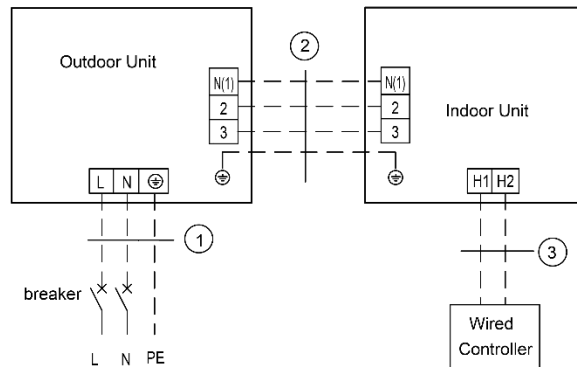 Outdoor Unit
2
N(1)
N(1)
2
2
3
3
Indoor Unit
L N
H1 H2
1
3
breaker
Wired
Controller
L N PE